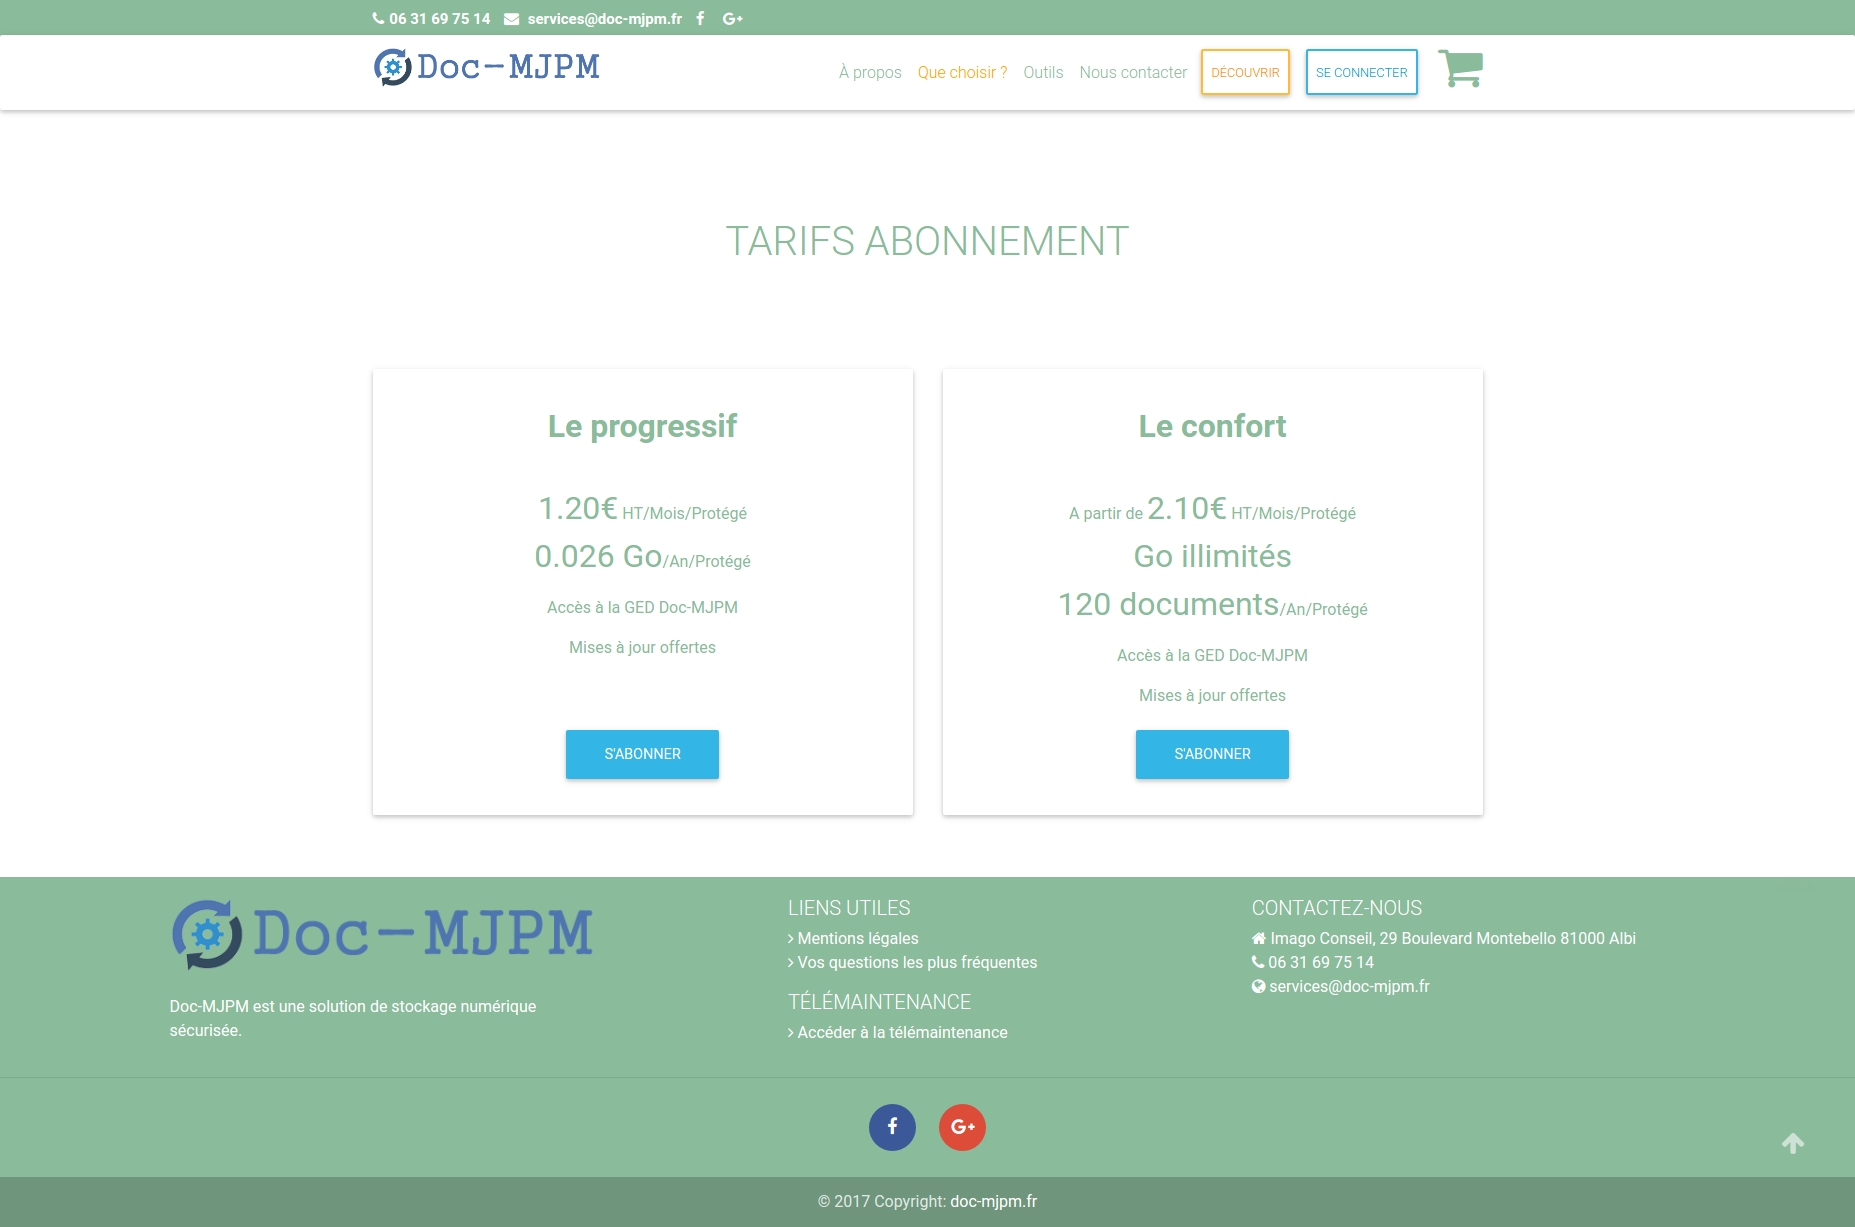 06 31 69 75 14 services@doc-mjpm.fr
Doc-MJPM
À propos Que choisir ? Outils Nous contacter DÉCOUVRIR SE CONNECTER
TARIFS ABONNEMENT
Le progressif
1.20€ HT/Mois/Protégé
0.026 Go/An/Protégé
Accès à la GED Doc-MJPM
Mises à jour offertes
S'ABONNER
Le confort
A partir de 2.10€ HT/Mois/Protégé
Go illimités
120 documents/An/Protégé
Accès à la GED Doc-MJPM
Mises à jour offertes
S'ABONNER
Doc-MJPM
Doc-MJPM est une solution de stockage numérique
sécurisée.
LIENS UTILES
Mentions légales
Vos questions les plus fréquentes
TÉLÉMAINTENANCE
Accéder à la télémaintenance
CONTACTEZ-NOUS
Imago Conseil, 29 Boulevard Montebello 81000 Albi
06 31 69 75 14
services@doc-mjpm.fr
© 2017 Copyright: doc-mjpm.fr